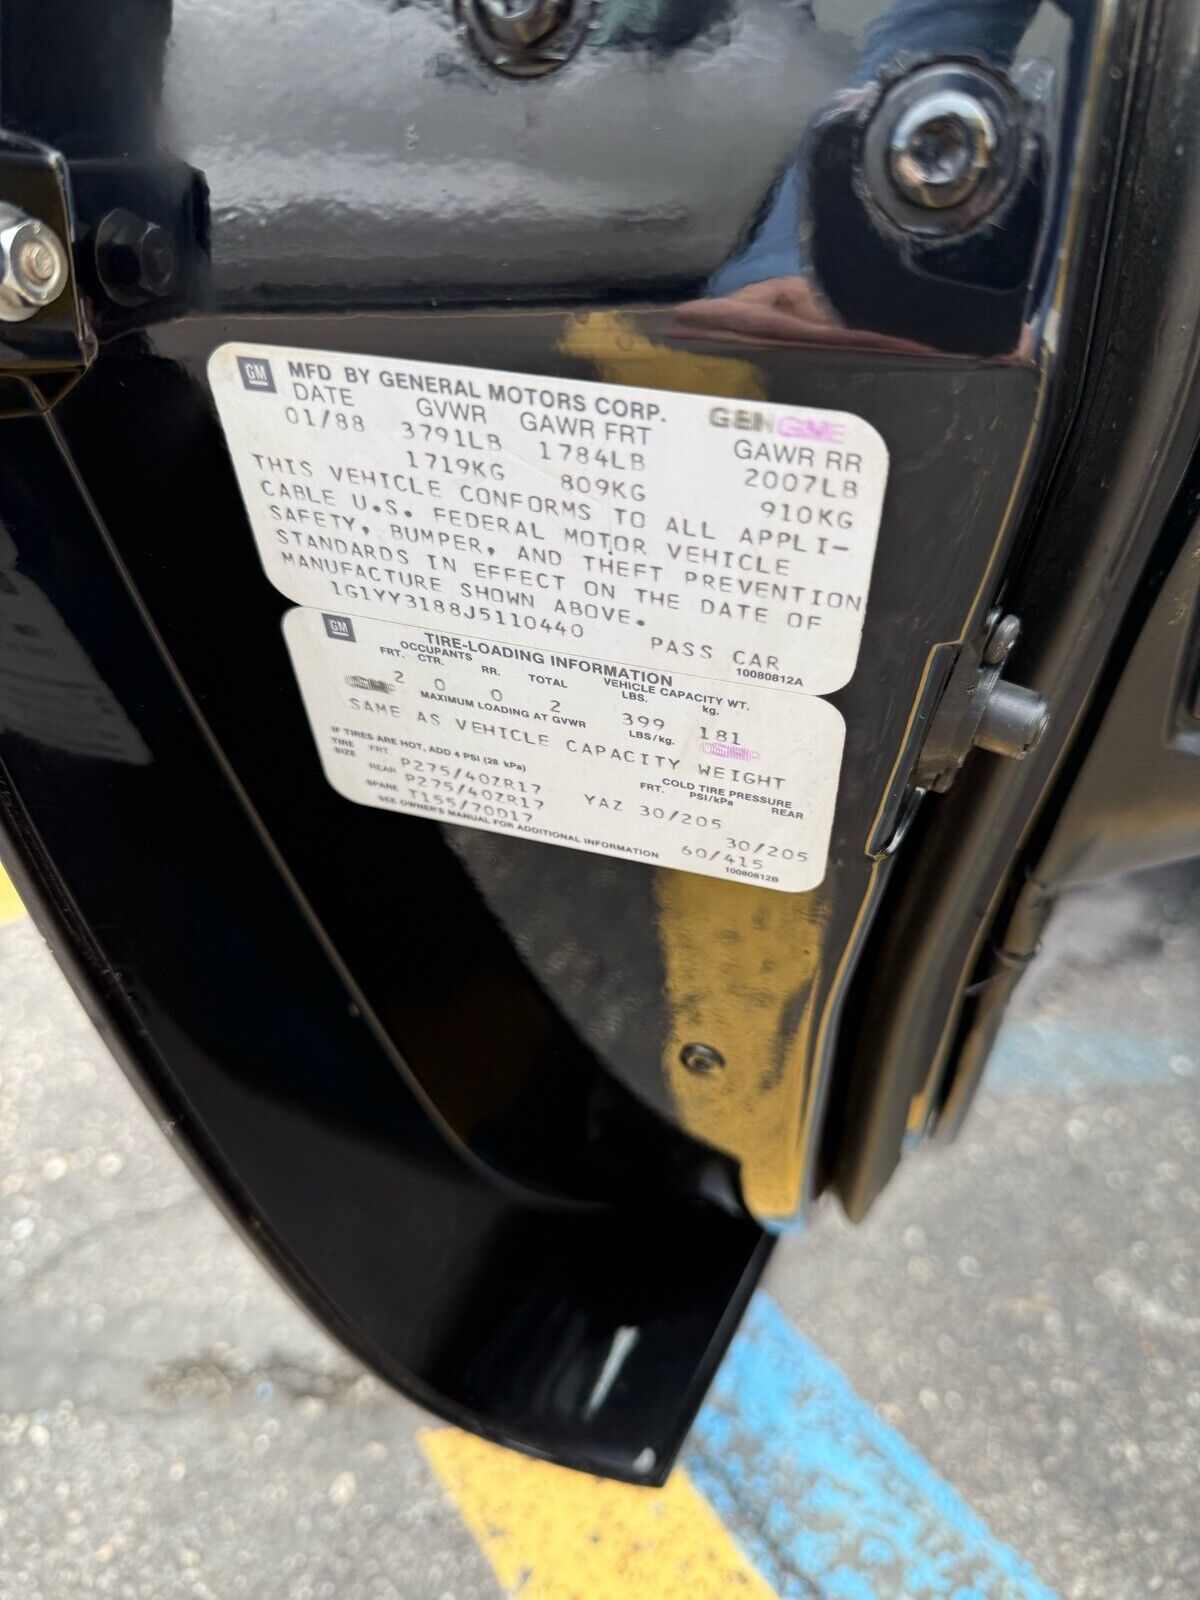 GM MFD BY GENERAL MOTORS CORP.
DATE GVWR GAWR FRT GAWR RR
01/88 3791LB 1784LB 2007LB
1719KG 809KG 910KG
THIS VEHICLE CONFORMS TO ALL APPLI-
CABLE U.S. FEDERAL MOTOR VEHICLE
SAFETY, BUMPER, AND THEFT PREVENTION
STANDARDS IN EFFECT ON THE DATE OF
MANUFACTURE SHOWN ABOVE.
1G1YY3188J5110440 PASS CAR
10080812A
GM TIRE-LOADING INFORMATION
OCCUPANTS VEHICLE CAPACITY WT.
FRT. CTR. RR. TOTAL LBS. kg.
2 0 0 2 399 181
MAXIMUM LOADING AT GVWR LBS/kg.
SAME AS VEHICLE CAPACITY WEIGHT
IF TIRES ARE HOT, ADD 4 PSI (28 kPa)
TIRE SIZE COLD TIRE PRESSURE
FRT. PSI/kPa REAR
FRT. P275/40ZR17 YAZ 30/205
REAR P275/40ZR17 30/205
SPARE T155/70D17 60/415
SEE OWNER'S MANUAL FOR ADDITIONAL INFORMATION
10080812B